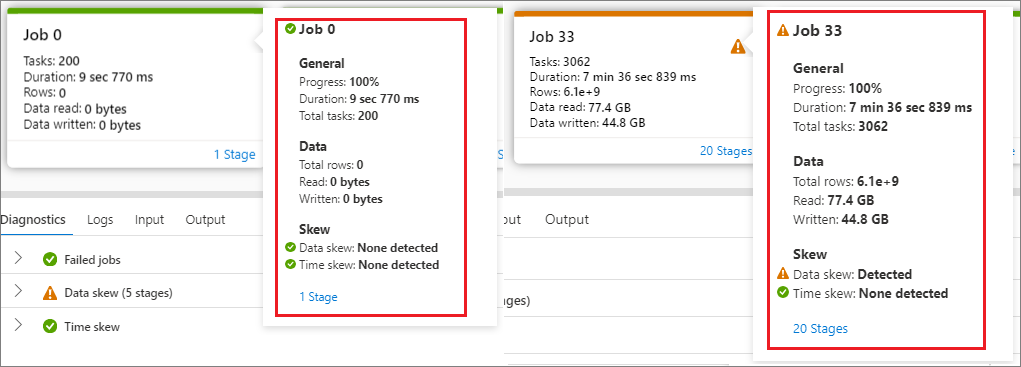 Job 0
Tasks: 200
Duration: 9 sec 770 ms
Rows: 0
Data read: 0 bytes
Data written: 0 bytes
1 Stage
Job 0
General
Progress: 100%
Duration: 9 sec 770 ms
Total tasks: 200
Data
Total rows: 0
Read: 0 bytes
Written: 0 bytes
Skew
Data skew: None detected
Time skew: None detected
1 Stage
Diagnostics Logs Input Output
Failed jobs
Data skew (5 stages)
Time skew
Job 33
Tasks: 3062
Duration: 7 min 36 sec 839 ms
Rows: 6.1e+9
Data read: 77.4 GB
Data written: 44.8 GB
20 Stages
Job 33
General
Progress: 100%
Duration: 7 min 36 sec 839 ms
Total tasks: 3062
Data
Total rows: 6.1e+9
Read: 77.4 GB
Written: 44.8 GB
Skew
Data skew: Detected
Time skew: None detected
20 Stages
put Output
ges)